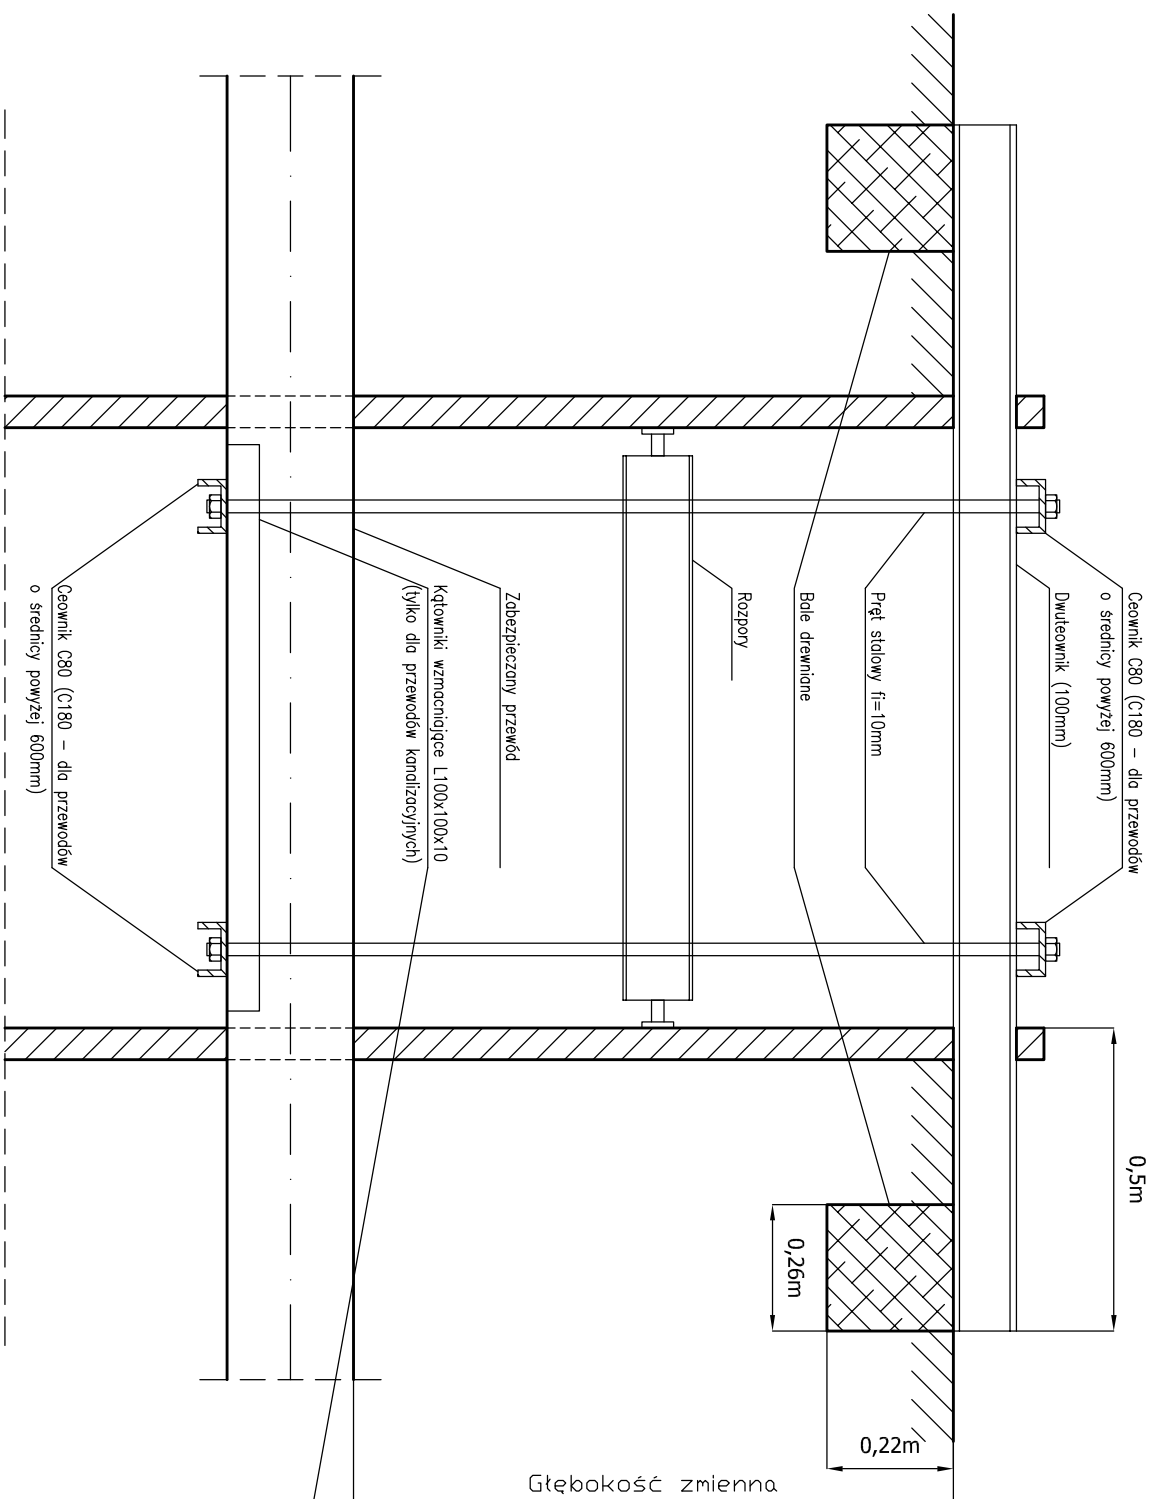 Ceownik C80 (C180 – dla przewodów
o średnicy powyżej 600mm)
Dwuteownik (100mm)
Pręt stalowy fi=10mm
Bale drewniane
Rozpory
Zabezpieczany przewód
Kątowniki wzmacniające L100x100x10
(tylko dla przewodów kanalizacyjnych)
Ceownik C80 (C180 – dla przewodów
o średnicy powyżej 600mm)
0,5m
0,26m
0,22m
Głębokość zmienna